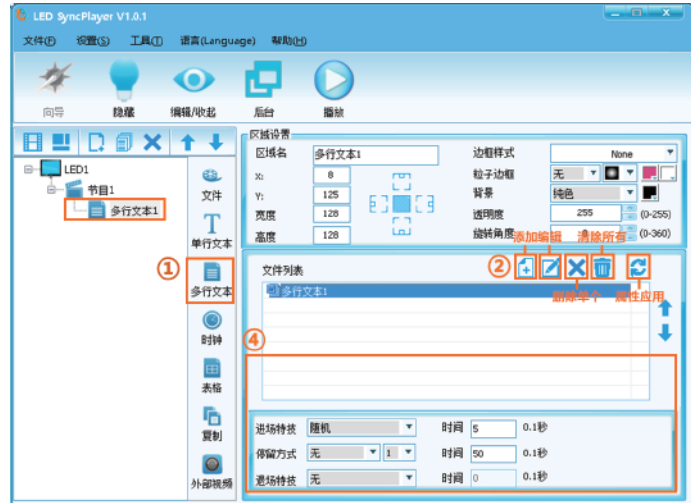 LED SyncPlayer V1.0.1
文件(F) 设置(S) 工具(T) 语言(Language) 帮助(H)
向导 隐藏 编辑/收起 后台 播放
LED1
节目1
多行文本1
①
文件
单行文本
多行文本
时钟
表格
复制
外部视频
区域设置
区域名 多行文本1 边框样式 None
X: 8 粒子边框 无
Y: 125 背景 纯色
宽度 128 透明度 255 (0-255)
高度 128 旋转角度 0 (0-360)
添加编辑 清除所有
文件列表 ②
多行文本1
删除单个 属性应用
④
进场特技 随机 时间 5 0.1秒
停留方式 无 1 时间 50 0.1秒
退场特技 无 时间 0 0.1秒